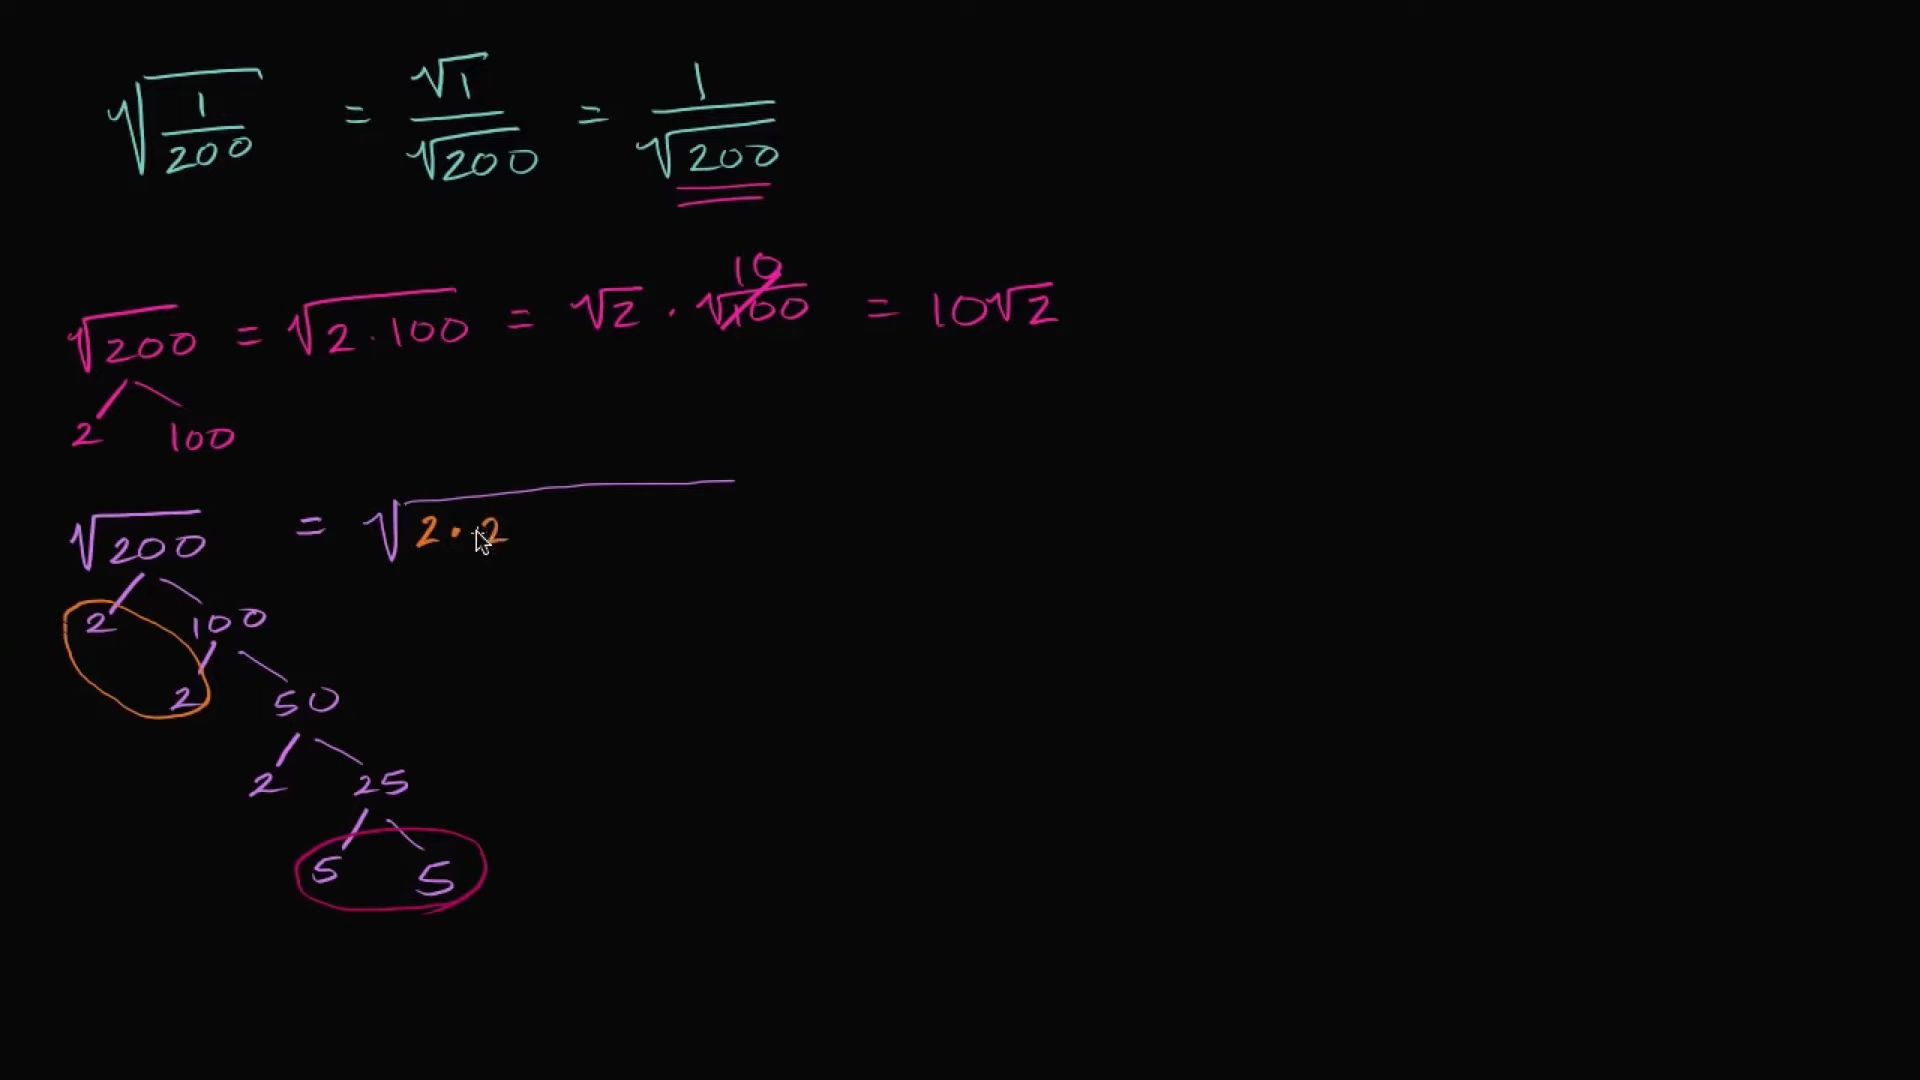 √(1/200) = √1/√200 = 1/√200
10
√200 = √(2·100) = √2 · √100 = 10√2
2 100
√200 = √(2·2
2 100
2 50
2 25
5 5